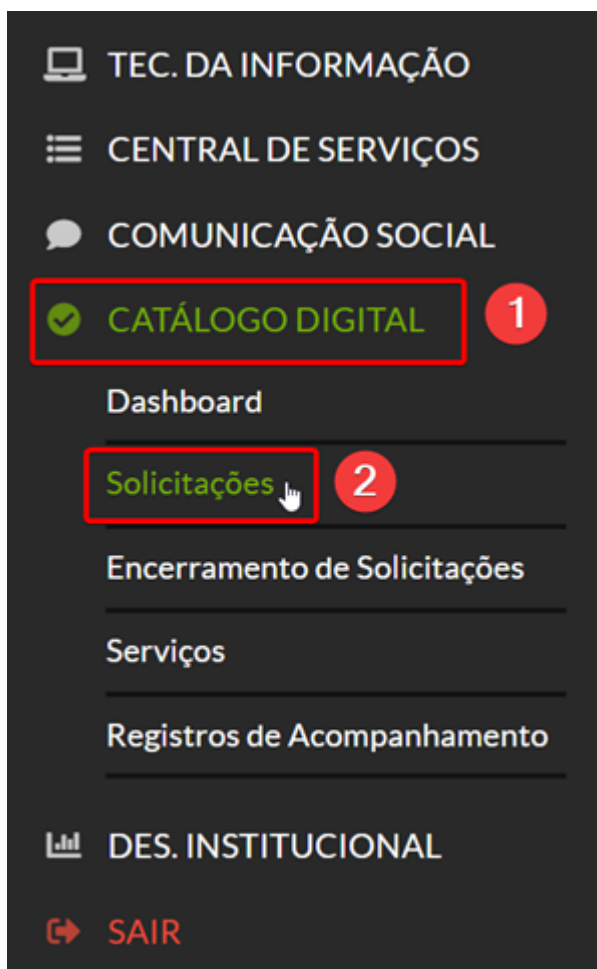 TEC. DA INFORMAÇÃO
CENTRAL DE SERVIÇOS
COMUNICAÇÃO SOCIAL
CATÁLOGO DIGITAL 1
Dashboard
Solicitações 2
Encerramento de Solicitações
Serviços
Registros de Acompanhamento
DES. INSTITUCIONAL
SAIR